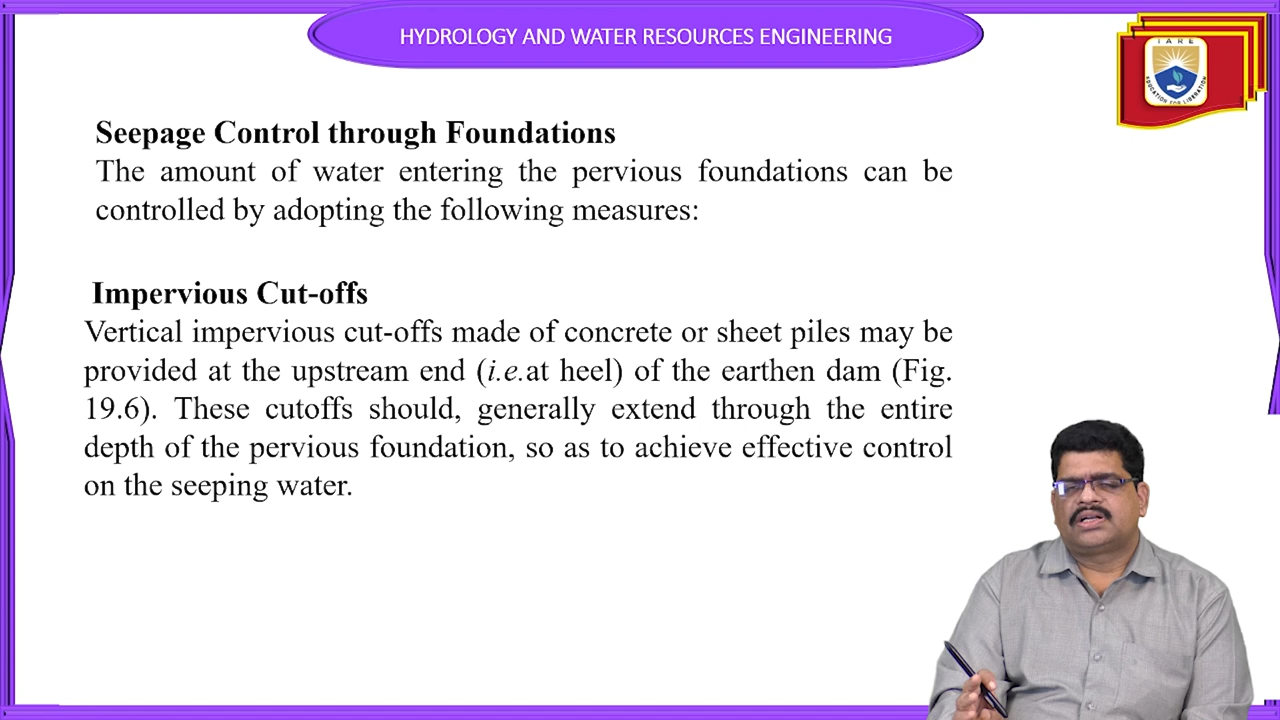 HYDROLOGY AND WATER RESOURCES ENGINEERING
IARE
EDUCATION FOR LIBERATION
Seepage Control through Foundations
The amount of water entering the pervious foundations can be
controlled by adopting the following measures:
Impervious Cut-offs
Vertical impervious cut-offs made of concrete or sheet piles may be
provided at the upstream end (i.e.at heel) of the earthen dam (Fig.
19.6). These cutoffs should, generally extend through the entire
depth of the pervious foundation, so as to achieve effective control
on the seeping water.